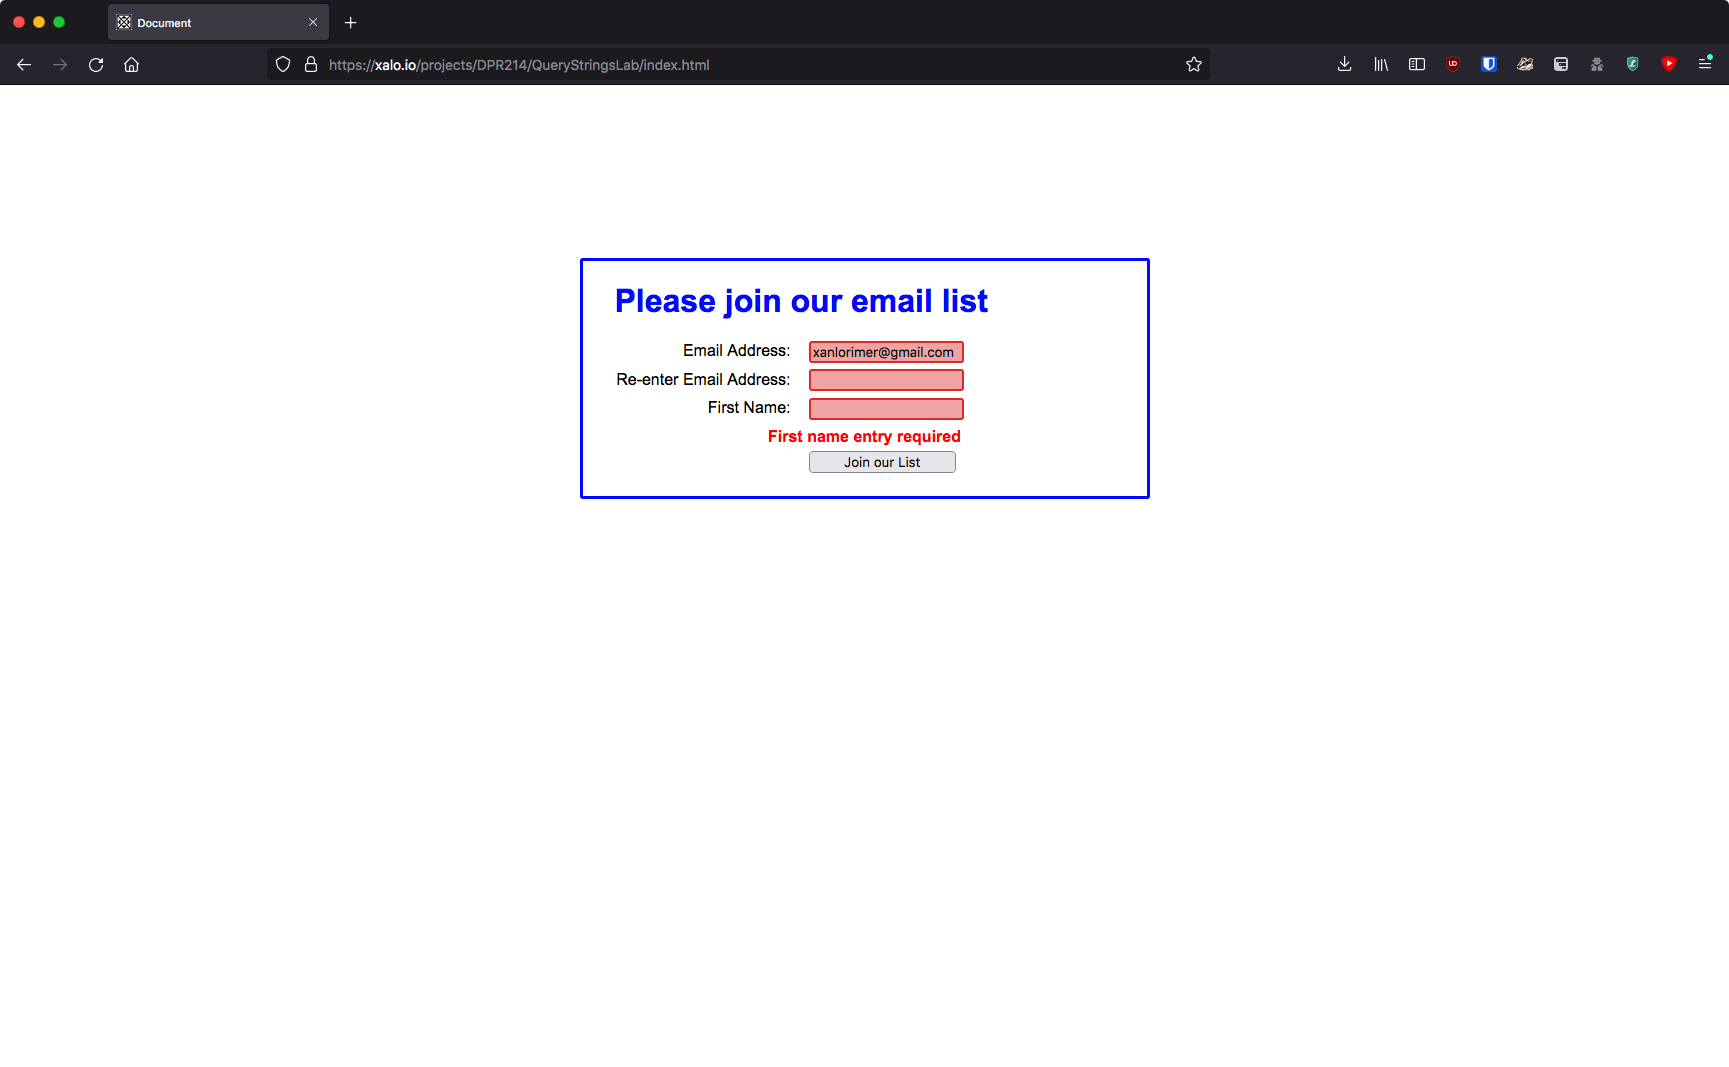 Document
https://xalo.io/projects/DPR214/QueryStringsLab/index.html
Please join our email list
Email Address: xanlorimer@gmail.com
Re-enter Email Address:
First Name:
First name entry required
Join our List